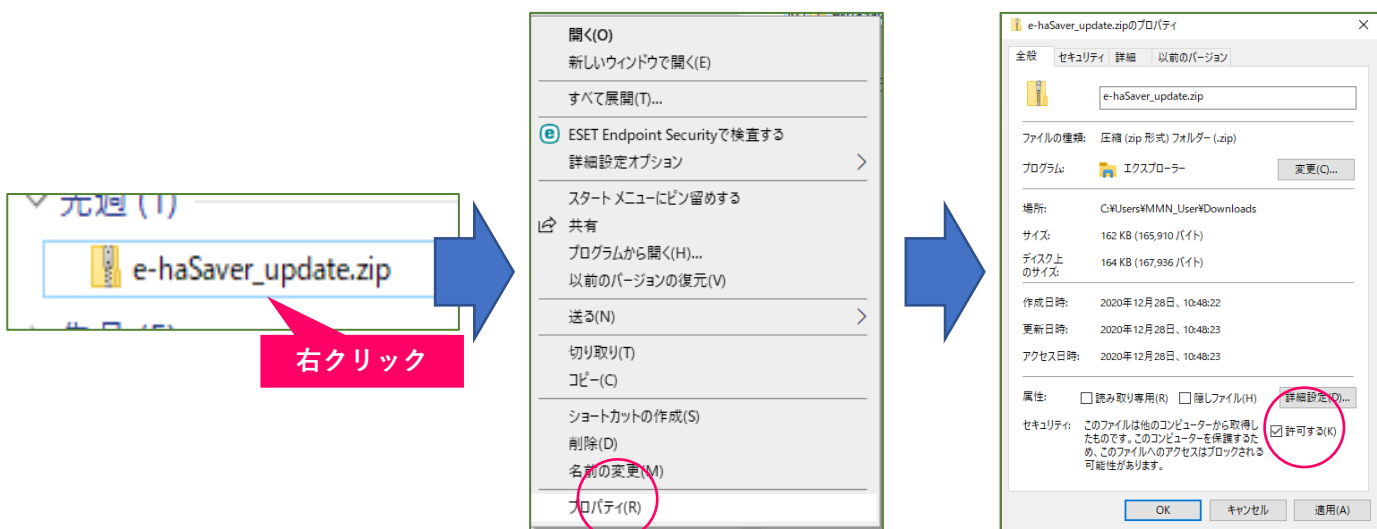 先週 (1)
e-haSaver_update.zip
右クリック
開く(O)
新しいウィンドウで開く(E)
すべて展開(T)...
ESET Endpoint Securityで検査する
詳細設定オプション
スタート メニューにピン留めする
共有
プログラムから開く(H)...
以前のバージョンの復元(V)
送る(N)
切り取り(T)
コピー(C)
ショートカットの作成(S)
削除(D)
名前の変更(M)
プロパティ(R)
e-haSaver_update.zipのプロパティ
全般 セキュリティ 詳細 以前のバージョン
e-haSaver_update.zip
ファイルの種類: 圧縮 (zip 形式) フォルダー (.zip)
プログラム: エクスプローラー 変更(C)...
場所: C:¥Users¥MMN_User¥Downloads
サイズ: 162 KB (165,910 バイト)
ディスク上
のサイズ: 164 KB (167,936 バイト)
作成日時: 2020年12月28日、10:48:22
更新日時: 2020年12月28日、10:48:23
アクセス日時: 2020年12月28日、10:48:23
属性: 読み取り専用(R) 隠しファイル(H) 詳細設定(D)...
セキュリティ: このファイルは他のコンピューターから取得し
たものです。このコンピューターを保護するた
め、このファイルへのアクセスはブロックされる
可能性があります。
許可する(K)
OK キャンセル 適用(A)